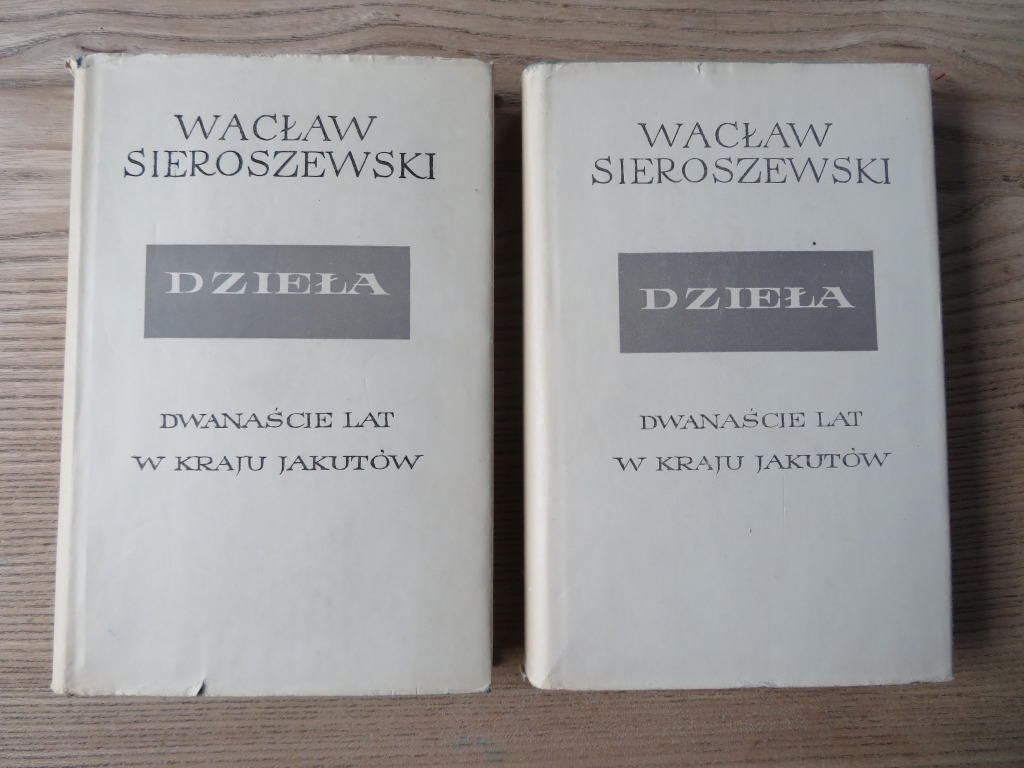 WACŁAW
SIEROSZEWSKI
DZIEŁA
DWANAŚCIE LAT
W KRAJU JAKUTÓW
WACŁAW
SIEROSZEWSKI
DZIEŁA
DWANAŚCIE LAT
W KRAJU JAKUTÓW